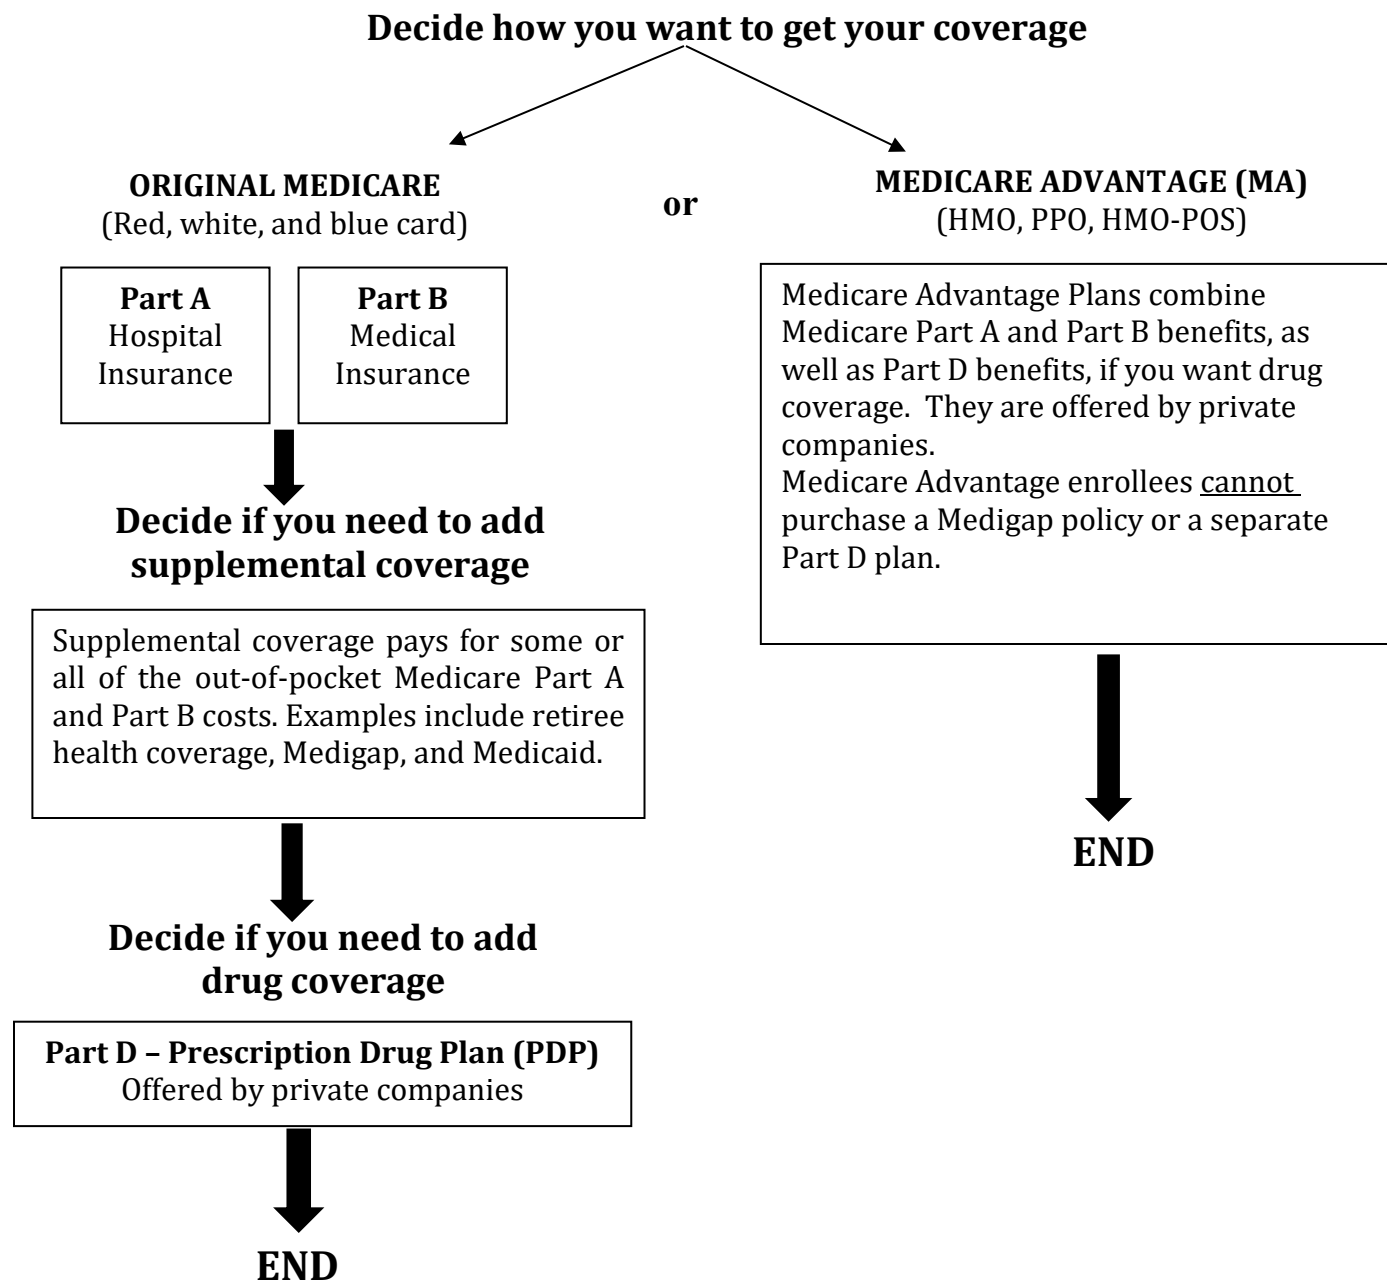 Decide how you want to get your coverage
ORIGINAL MEDICARE
(Red, white, and blue card)
or
MEDICARE ADVANTAGE (MA)
(HMO, PPO, HMO-POS)
Part A
Hospital
Insurance
Part B
Medical
Insurance
Medicare Advantage Plans combine
Medicare Part A and Part B benefits, as
well as Part D benefits, if you want drug
coverage.  They are offered by private
companies.
Medicare Advantage enrollees cannot
purchase a Medigap policy or a separate
Part D plan.
Decide if you need to add
supplemental coverage
Supplemental coverage pays for some or
all of the out-of-pocket Medicare Part A
and Part B costs. Examples include retiree
health coverage, Medigap, and Medicaid.
END
Decide if you need to add
drug coverage
Part D – Prescription Drug Plan (PDP)
Offered by private companies
END